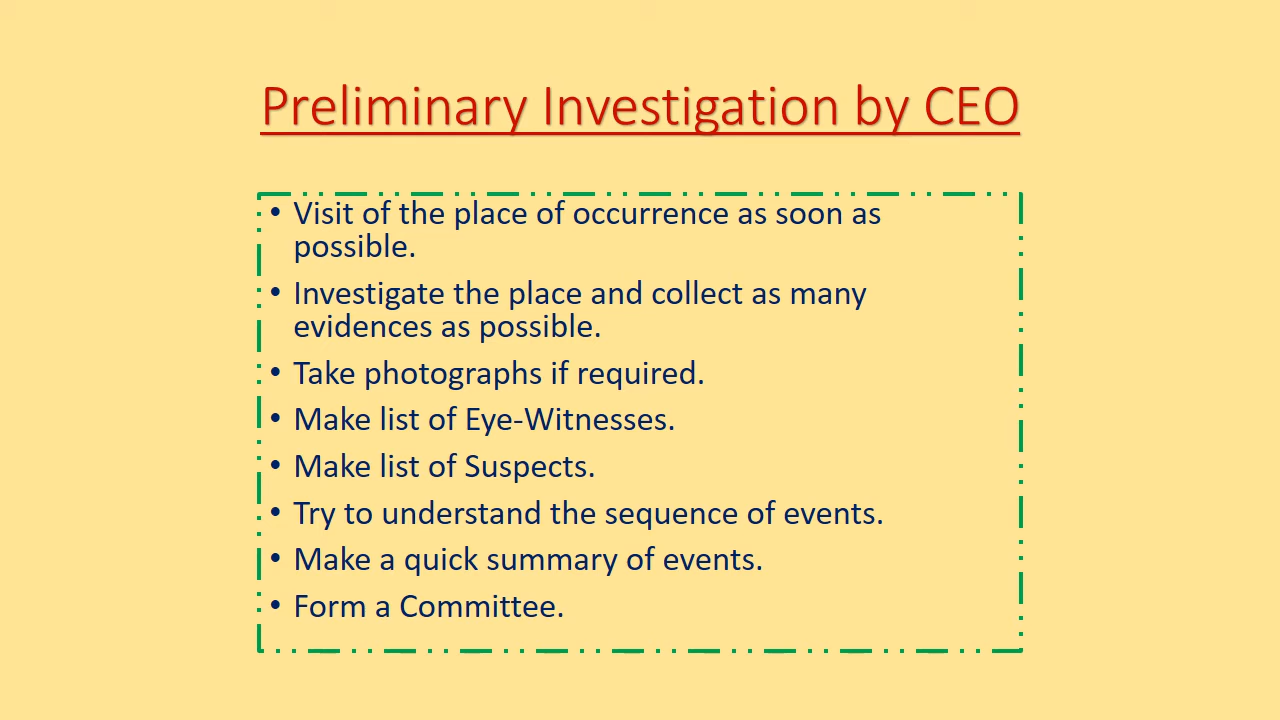 Preliminary Investigation by CEO
• Visit of the place of occurrence as soon as
possible.
• Investigate the place and collect as many
evidences as possible.
• Take photographs if required.
• Make list of Eye-Witnesses.
• Make list of Suspects.
• Try to understand the sequence of events.
• Make a quick summary of events.
• Form a Committee.